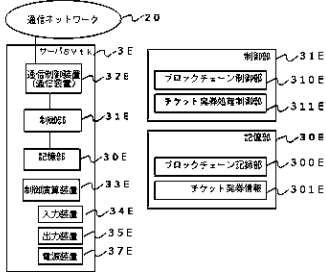 通信ネットワーク
20
サーバSVtk
3E
通信制御装置
(通信装置)
32E
制御部
31E
記憶部
30E
制御演算装置
33E
入力装置
34E
出力装置
35E
電源装置
37E
制御部
31E
ブロックチェーン制御部
310E
チケット発券処理制御部
311E
記憶部
30E
ブロックチェーン記録部
300E
チケット発券情報
301E